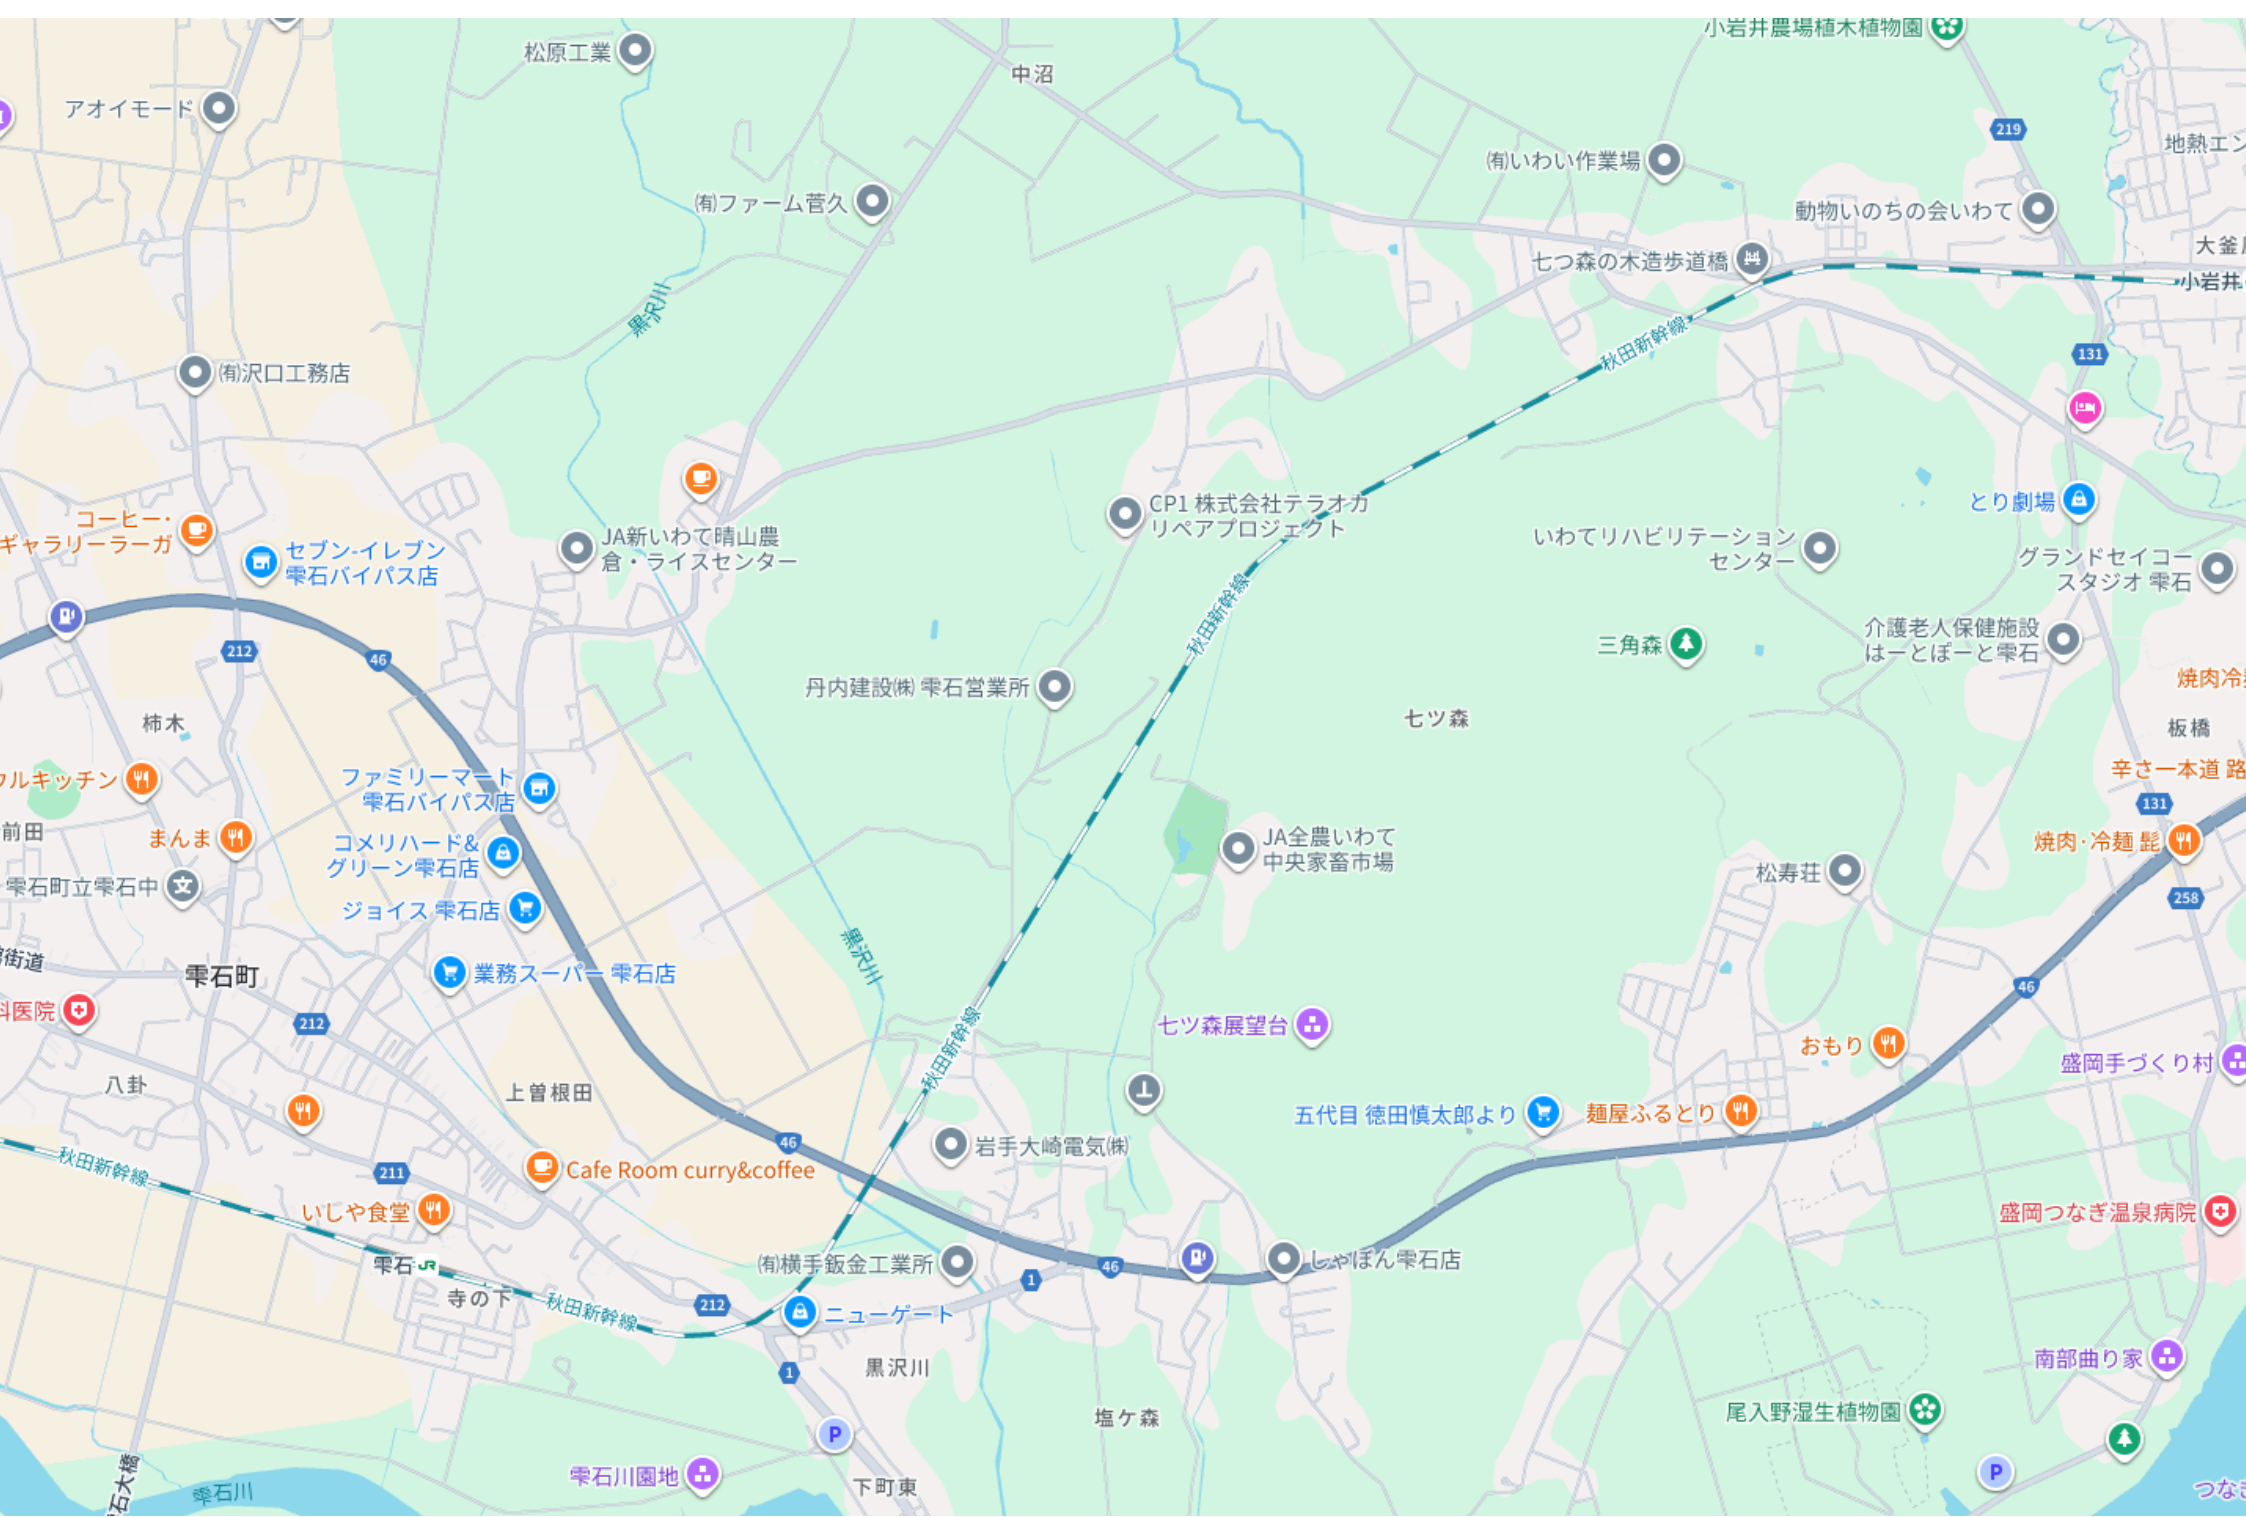 小岩井農場植木植物園
松原工業
中沼
アオイモード
219
地熱エン
㈲いわい作業場
㈲ファーム菅久
動物いのちの会いわて
大釜
七つ森の木造歩道橋
小岩井
黒沢川
秋田新幹線
131
㈲沢口工務店
コーヒー・
ギャラリーラーガ
セブン-イレブン
雫石バイパス店
JA新いわて晴山農
倉・ライスセンター
CP1 株式会社テラオカ
リペアプロジェクト
いわてリハビリテーション
センター
とり劇場
グランドセイコー
スタジオ 雫石
秋田新幹線
212
46
三角森
介護老人保健施設
はーとぽーと雫石
焼肉冷
丹内建設㈱ 雫石営業所
七ツ森
柿木
板橋
ウルキッチン
ファミリーマート
雫石バイパス店
辛さ一本道 路
131
前田
まんま
コメリハード&
グリーン雫石店
JA全農いわて
中央家畜市場
焼肉·冷麺 髭
雫石町立雫石中
ジョイス 雫石店
松寿荘
258
街道
雫石町
業務スーパー 雫石店
黒沢川
46
科医院
212
秋田新幹線
七ツ森展望台
おもり
盛岡手づくり村
八卦
上曽根田
五代目 徳田慎太郎より
麺屋ふるとり
46
岩手大崎電気㈱
秋田新幹線
211
Cafe Room curry&coffee
いしや食堂
盛岡つなぎ温泉病院
雫石
JR
㈲横手鈑金工業所
46
1
しゃぼん雫石店
寺の下
秋田新幹線
212
ニューゲート
1
黒沢川
南部曲り家
塩ケ森
尾入野湿生植物園
P
雫石川園地
下町東
P
石大橋
雫石川
つなぎ